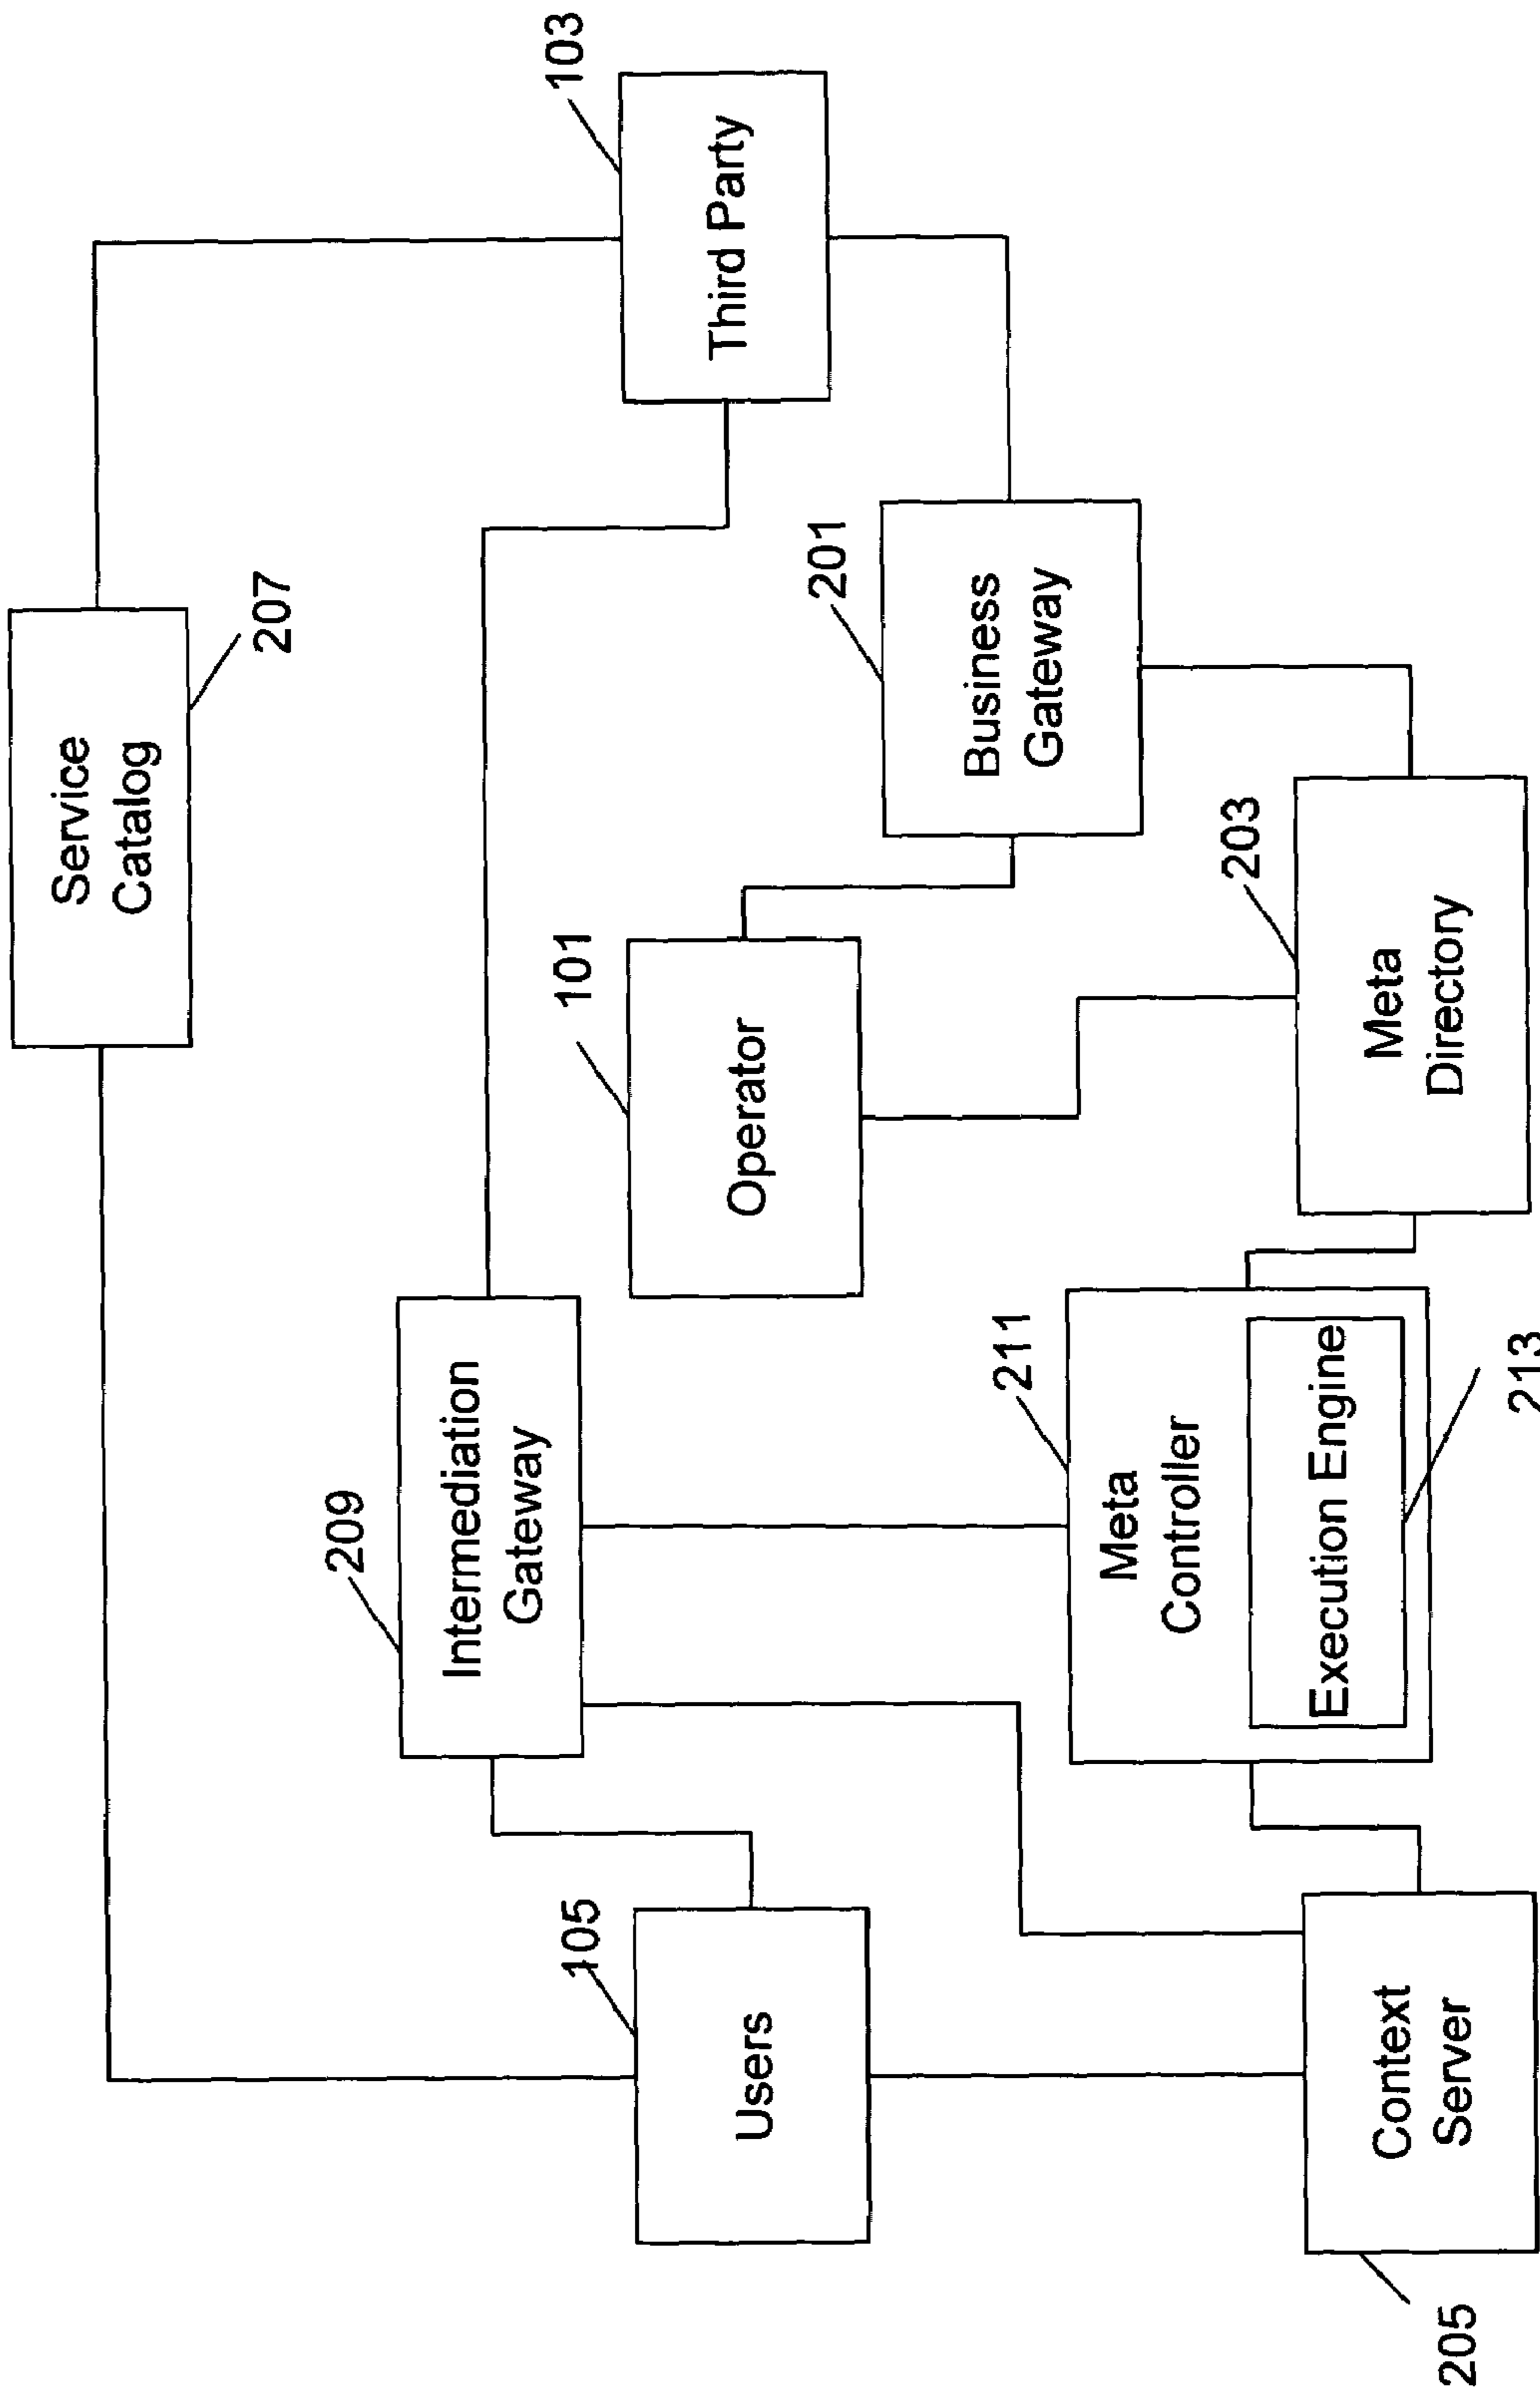 Service
Catalog
207
103
Third Party
209
Intermediation
Gateway
101
Operator
201
Business
Gateway
105
Users
211
Meta
Controller
Execution Engine
213
203
Meta
Directory
Context
Server
205